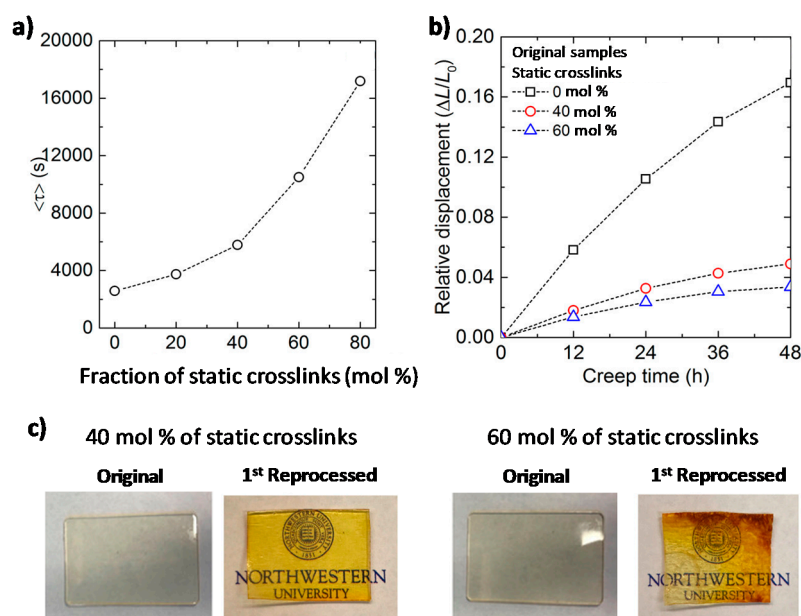 a)
20000
16000
12000
8000
4000
0
<τ> (s)
0 20 40 60 80
Fraction of static crosslinks (mol %)
b)
0.20
0.16
0.12
0.08
0.04
0.00
Relative displacement (ΔL/L0)
Original samples
Static crosslinks
0 mol %
40 mol %
60 mol %
0 12 24 36 48
Creep time (h)
c)
40 mol % of static crosslinks
Original
1st Reprocessed
NORTHWESTERN
UNIVERSITY
60 mol % of static crosslinks
Original
1st Reprocessed
NORTHWESTERN
UNIVERSITY